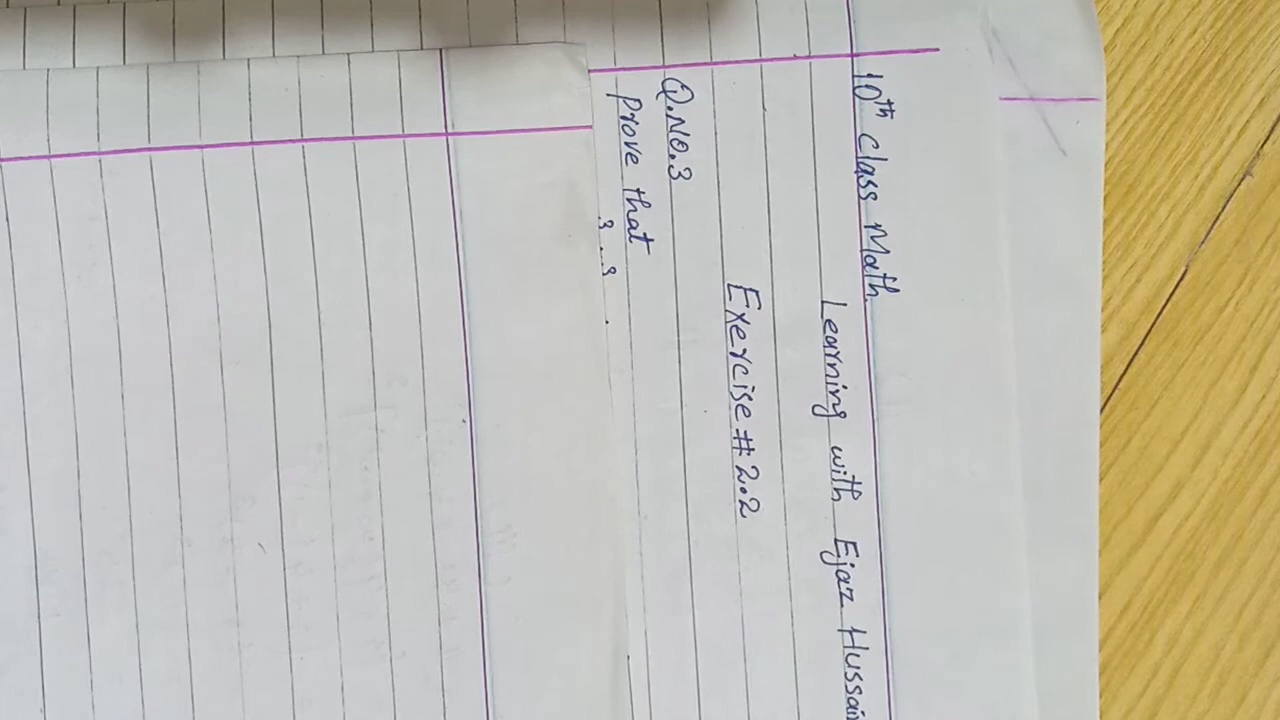 10th Class Math
Learning with Ejaz Hussain
Exercise # 2.2
Q.No.3
Prove that